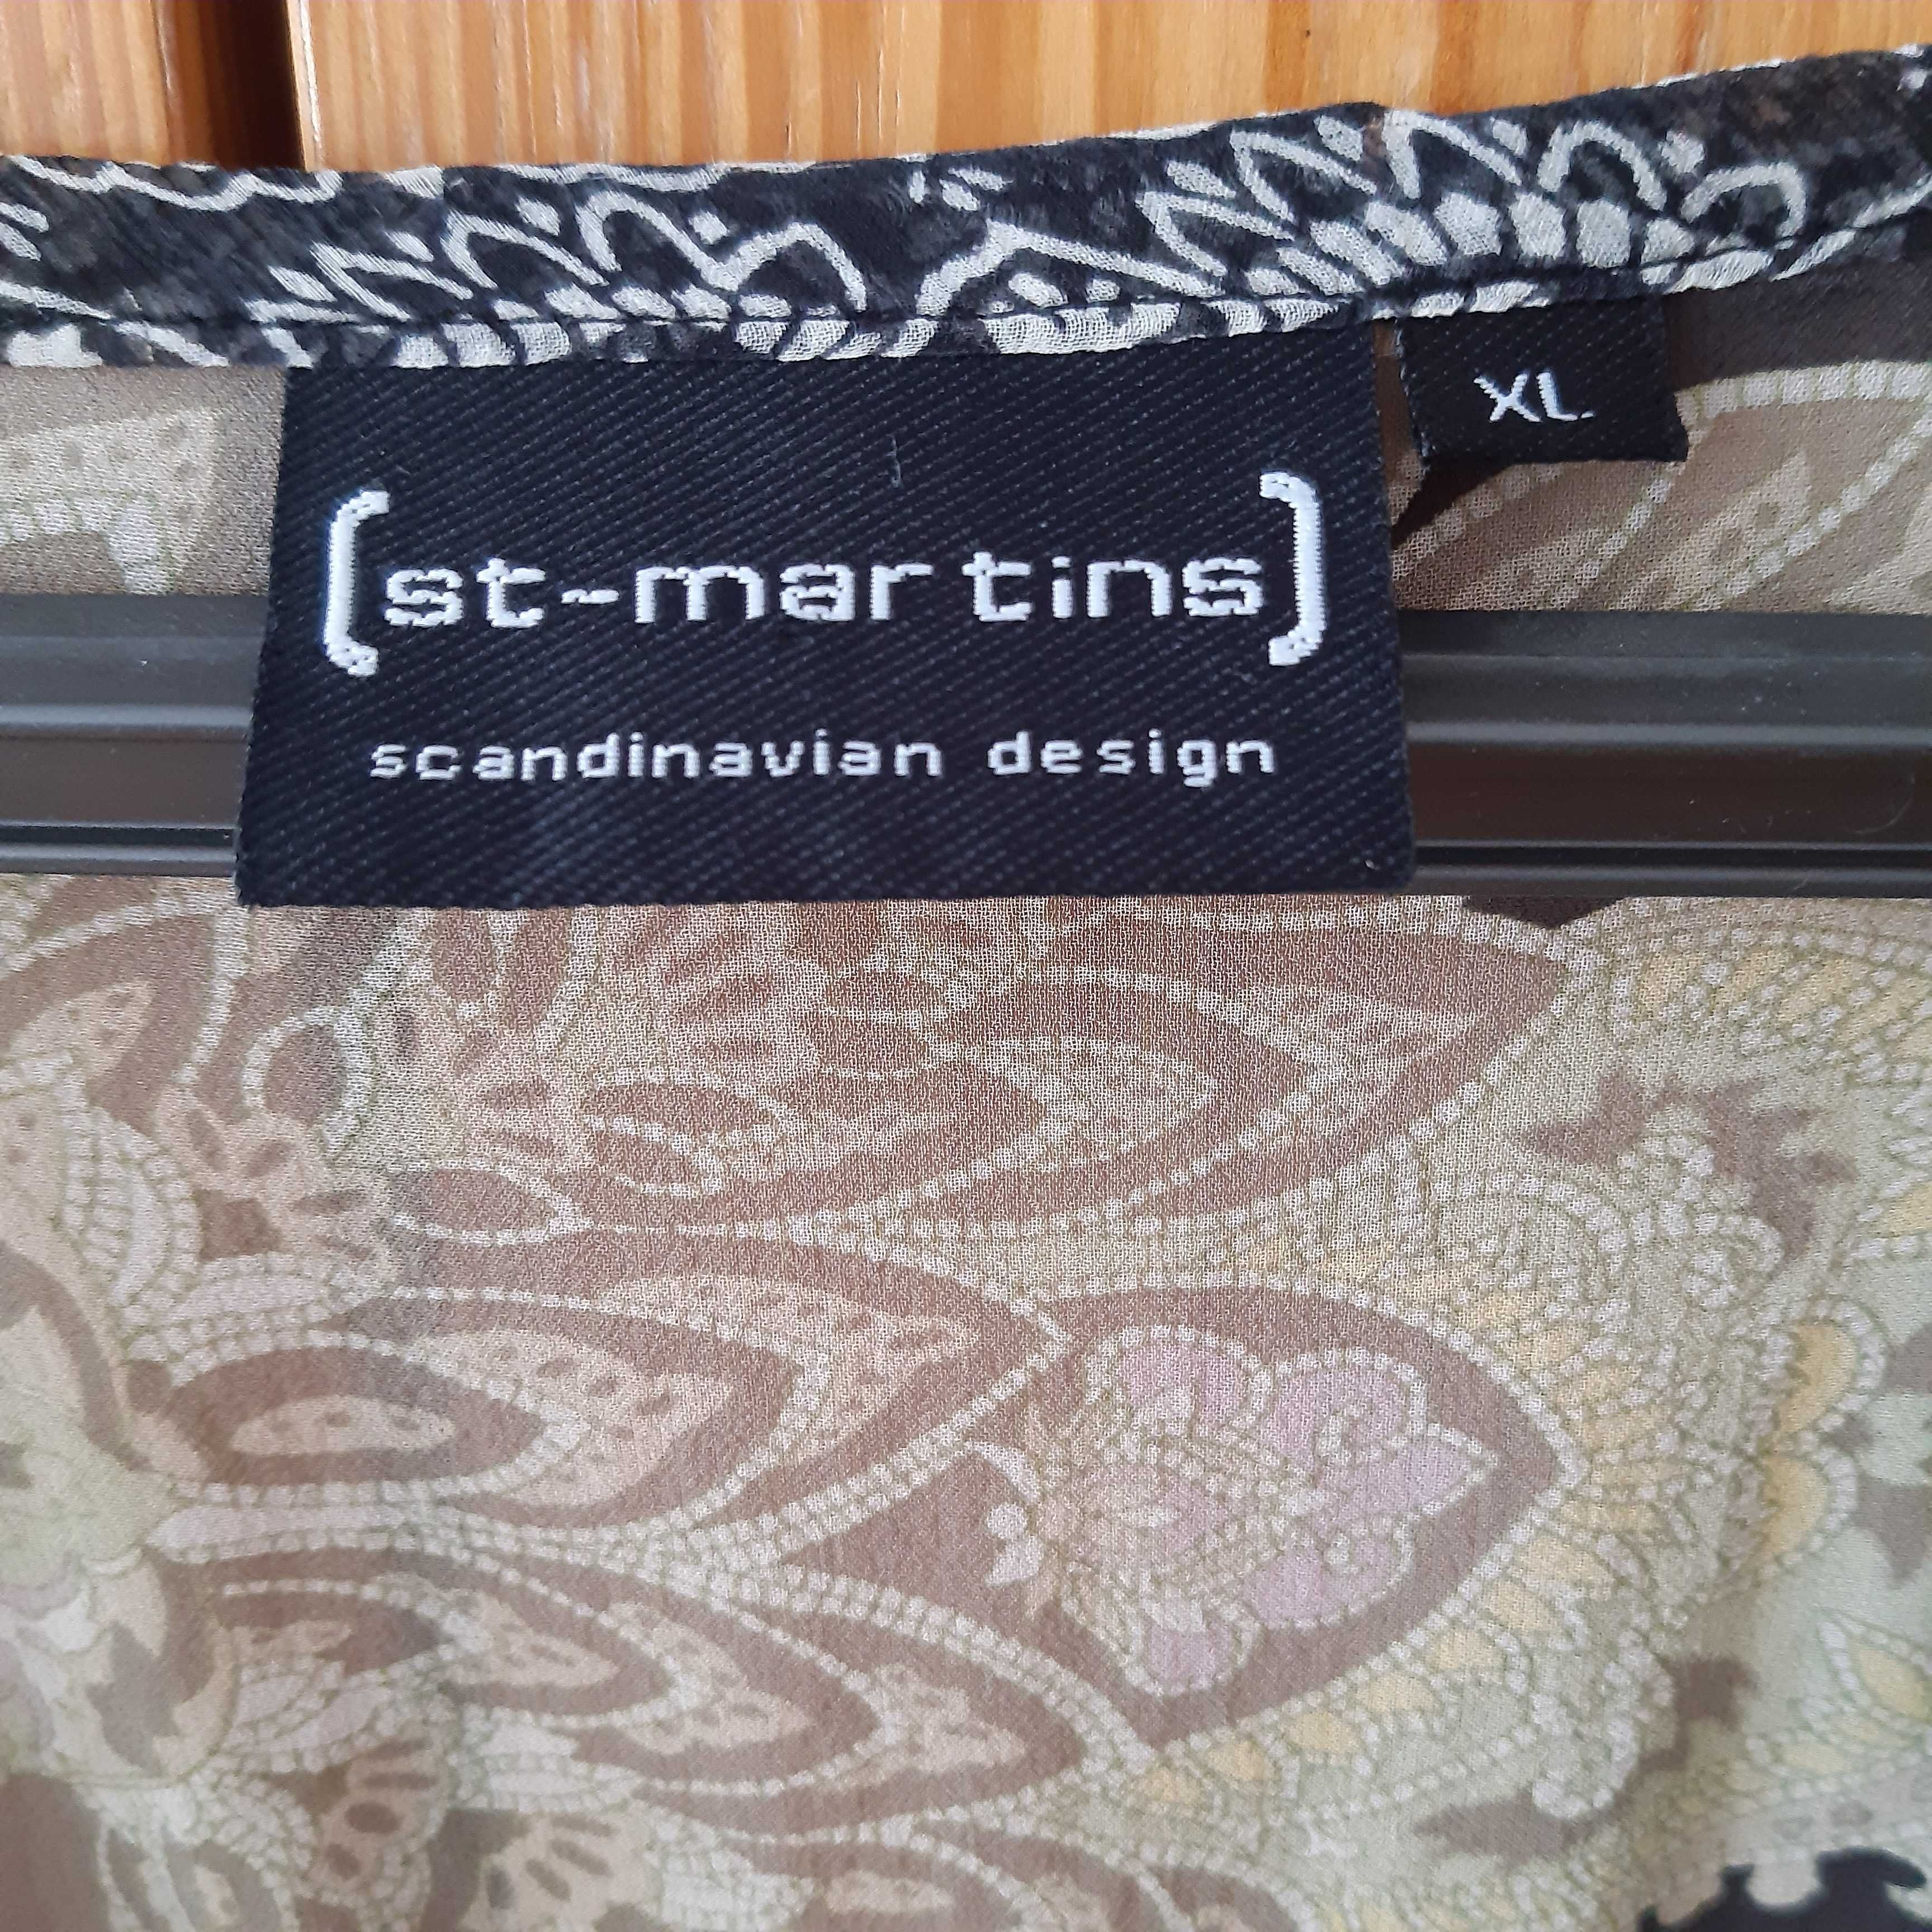 XL
[st-martins]
scandinavian design